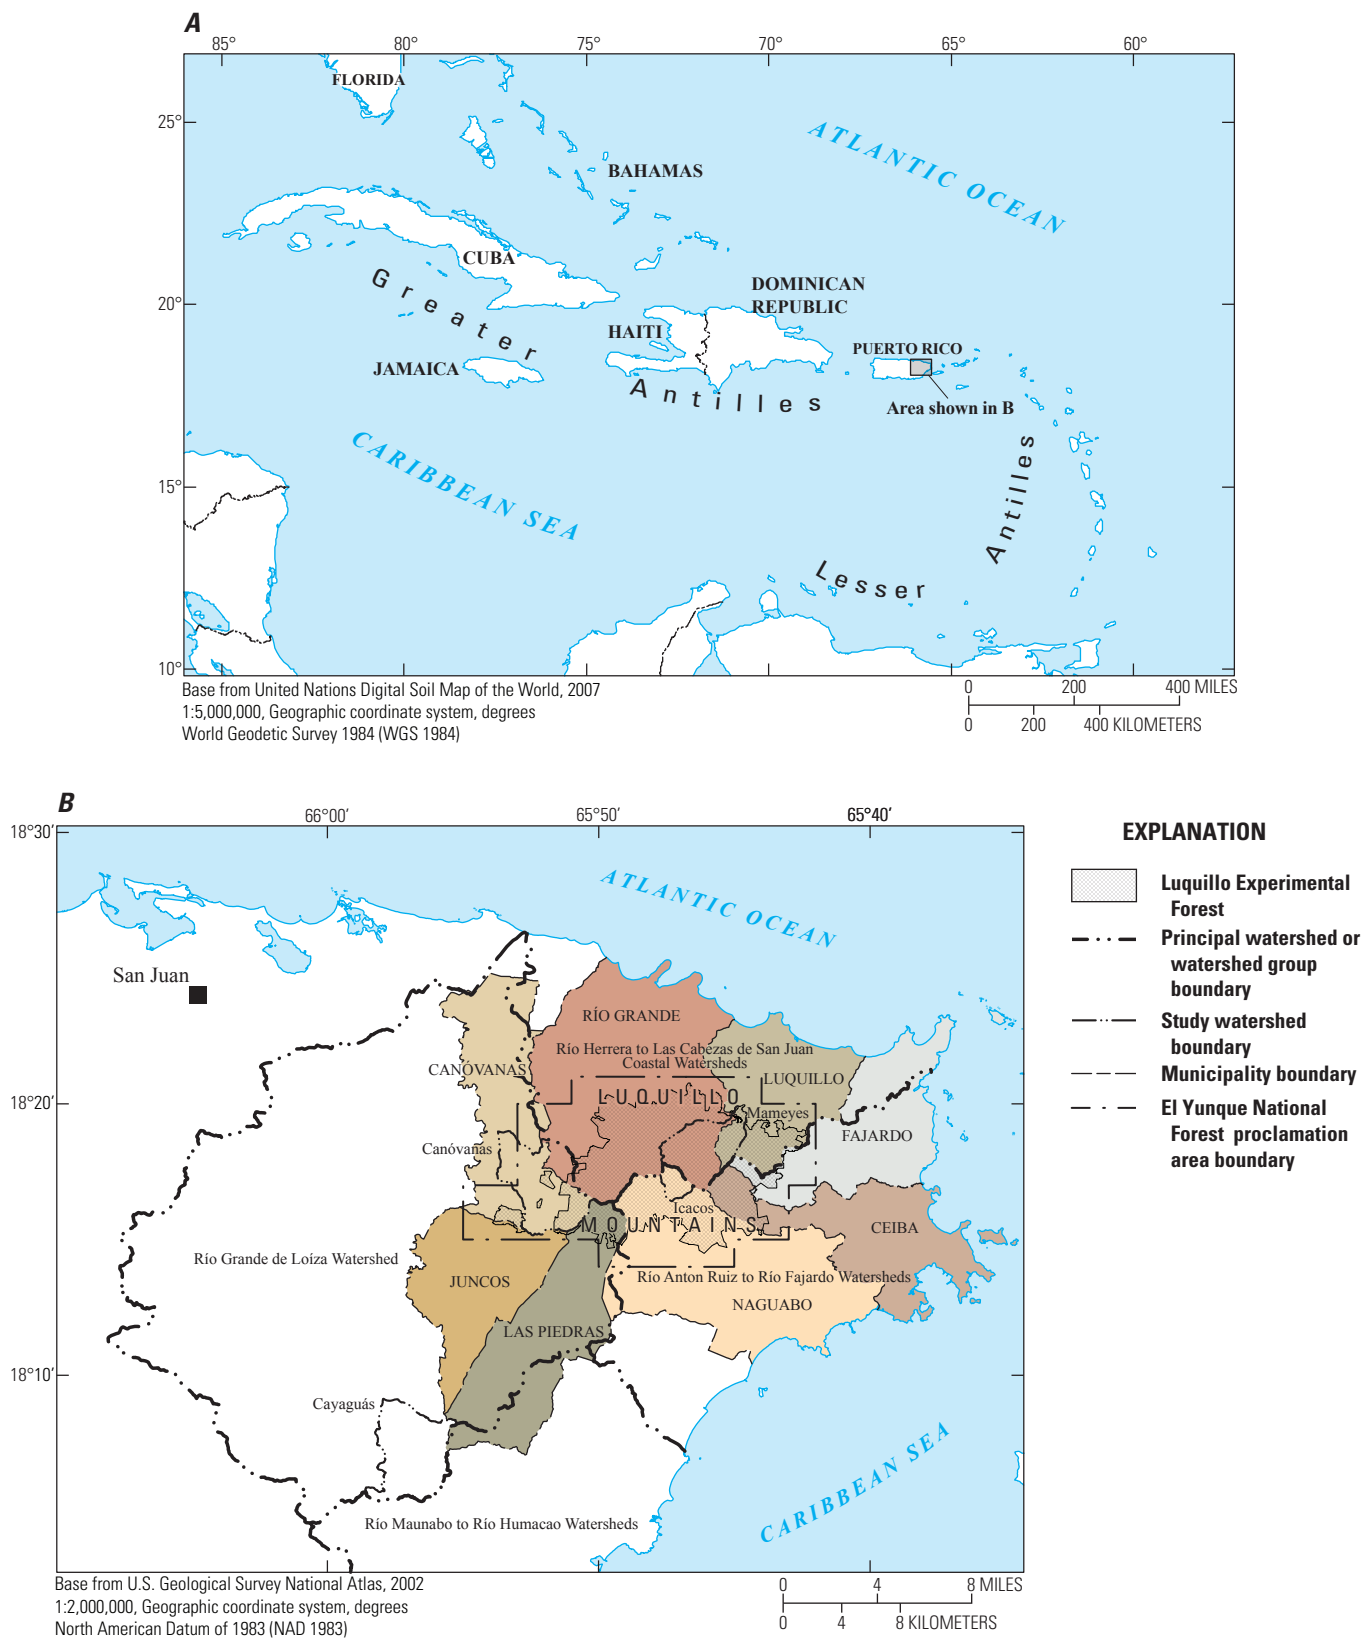 A
85° 80° 75° 70° 65° 60°
FLORIDA
25°
ATLANTIC OCEAN
BAHAMAS
CUBA
Greater
DOMINICAN
REPUBLIC
20°
HAITI
PUERTO RICO
JAMAICA
Antilles
Area shown in B
CARIBBEAN SEA
Antilles
15°
Lesser
10°
Base from United Nations Digital Soil Map of the World, 2007
1:5,000,000, Geographic coordinate system, degrees
World Geodetic Survey 1984 (WGS 1984)
0 200 400 MILES
0 200 400 KILOMETERS
B
66°00′ 65°50′ 65°40′
18°30′
ATLANTIC OCEAN
San Juan
RÍO GRANDE
Río Herrera to Las Cabezas de San Juan
Coastal Watersheds
CANÓVANAS
LUQUILLO
LUQUILLO
18°20′
Mameyes
FAJARDO
Canóvanas
Icacos
MOUNTAINS
CEIBA
Río Grande de Loíza Watershed
JUNCOS
Río Anton Ruiz to Río Fajardo Watersheds
NAGUABO
LAS PIEDRAS
18°10′
Cayaguás
CARIBBEAN SEA
Río Maunabo to Río Humacao Watersheds
Base from U.S. Geological Survey National Atlas, 2002
1:2,000,000, Geographic coordinate system, degrees
North American Datum of 1983 (NAD 1983)
0 4 8 MILES
0 4 8 KILOMETERS
EXPLANATION
Luquillo Experimental
Forest
Principal watershed or
watershed group
boundary
Study watershed
boundary
Municipality boundary
El Yunque National
Forest proclamation
area boundary